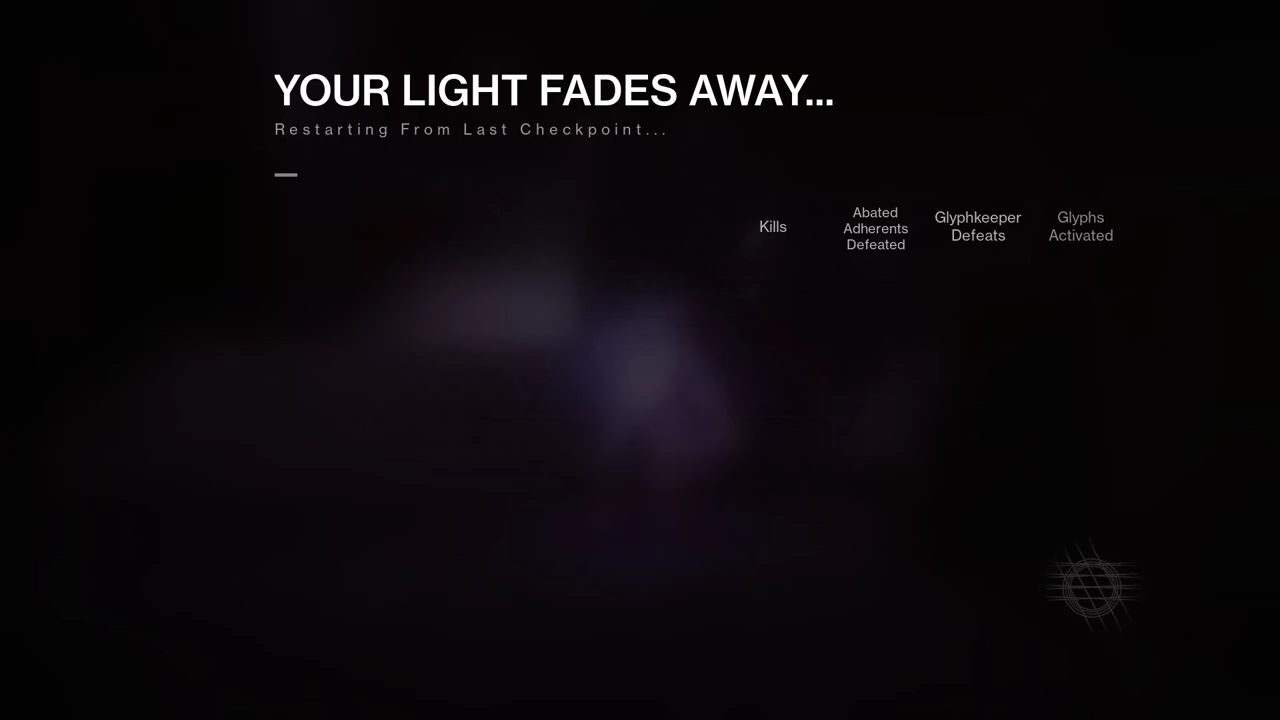 YOUR LIGHT FADES AWAY...
Restarting From Last Checkpoint...
Kills
Abated
Adherents
Defeated
Glyphkeeper
Defeats
Glyphs
Activated